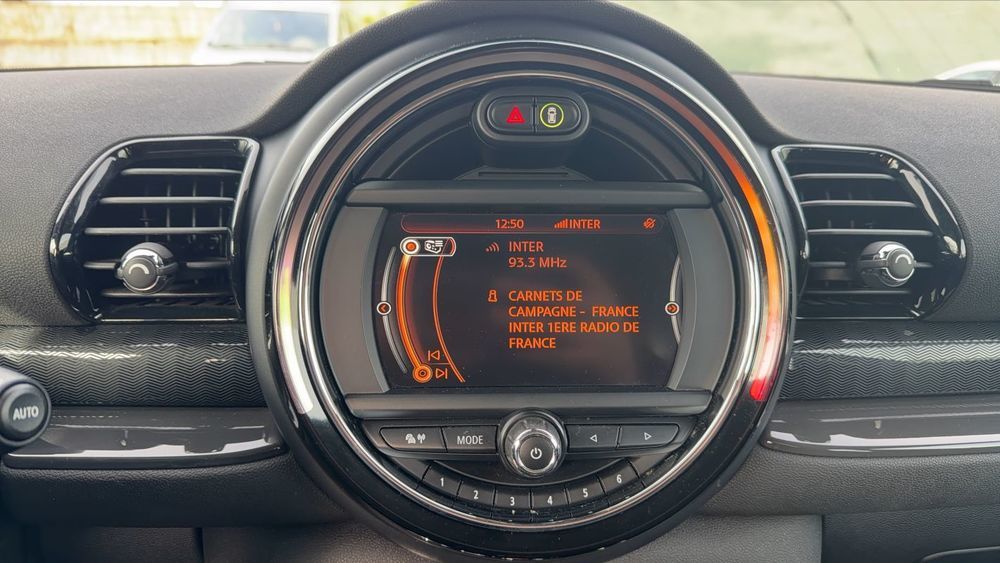 12:50 INTER
INTER
93.3 MHz
CARNETS DE
CAMPAGNE - FRANCE
INTER 1ERE RADIO DE
FRANCE
AUTO
MODE
1 2 3 4 5 6